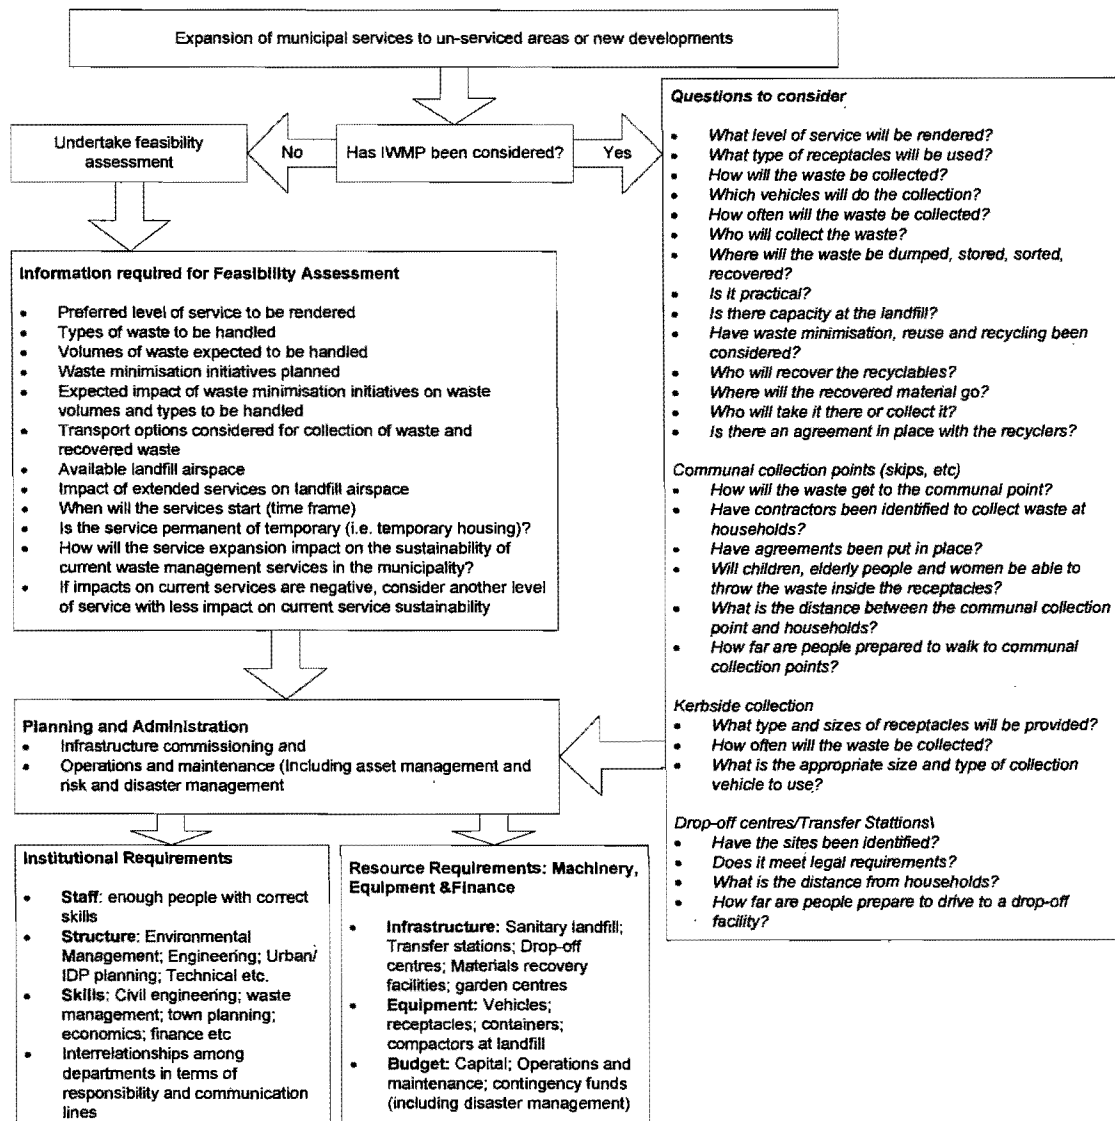 Expansion of municipal services to un-serviced areas or new developments
Undertake feasibility
assessment
No
Has IWMP been considered?
Yes
Questions to consider
• What level of service will be rendered?
• What type of receptacles will be used?
• How will the waste be collected?
• Which vehicles will do the collection?
• How often will the waste be collected?
• Who will collect the waste?
• Where will the waste be dumped, stored, sorted,
recovered?
• Is it practical?
• Is there capacity at the landfill?
• Have waste minimisation, reuse and recycling been
considered?
• Who will recover the recyclables?
• Where will the recovered material go?
• Who will take it there or collect it?
• Is there an agreement in place with the recyclers?
Communal collection points (skips, etc)
• How will the waste get to the communal point?
• Have contractors been identified to collect waste at
households?
• Have agreements been put in place?
• Will children, elderly people and women be able to
throw the waste inside the receptacles?
• What is the distance between the communal collection
point and households?
• How far are people prepared to walk to communal
collection points?
Kerbside collection
• What type and sizes of receptacles will be provided?
• How often will the waste be collected?
• What is the appropriate size and type of collection
vehicle to use?
Drop-off centres/Transfer Stattions\
• Have the sites been identified?
• Does it meet legal requirements?
• What is the distance from households?
• How far are people prepare to drive to a drop-off
facility?
Information required for Feasibility Assessment
• Preferred level of service to be rendered
• Types of waste to be handled
• Volumes of waste expected to be handled
• Waste minimisation initiatives planned
• Expected impact of waste minimisation initiatives on waste
volumes and types to be handled
• Transport options considered for collection of waste and
recovered waste
• Available landfill airspace
• Impact of extended services on landfill airspace
• When will the services start (time frame)
• Is the service permanent of temporary (i.e. temporary housing)?
• How will the service expansion impact on the sustainability of
current waste management services in the municipality?
• If impacts on current services are negative, consider another level
of service with less impact on current service sustainability
Planning and Administration
• Infrastructure commissioning and
• Operations and maintenance (Including asset management and
risk and disaster management
Institutional Requirements
• Staff: enough people with correct
skills
• Structure: Environmental
Management; Engineering; Urban/
IDP planning; Technical etc.
• Skills: Civil engineering; waste
management; town planning;
economics; finance etc
• Interrelationships among
departments in terms of
responsibility and communication
lines
Resource Requirements: Machinery,
Equipment &Finance
• Infrastructure: Sanitary landfill;
Transfer stations; Drop-off
centres; Materials recovery
facilities; garden centres
• Equipment: Vehicles;
receptacles; containers;
compactors at landfill
• Budget: Capital; Operations and
maintenance; contingency funds
(including disaster management)